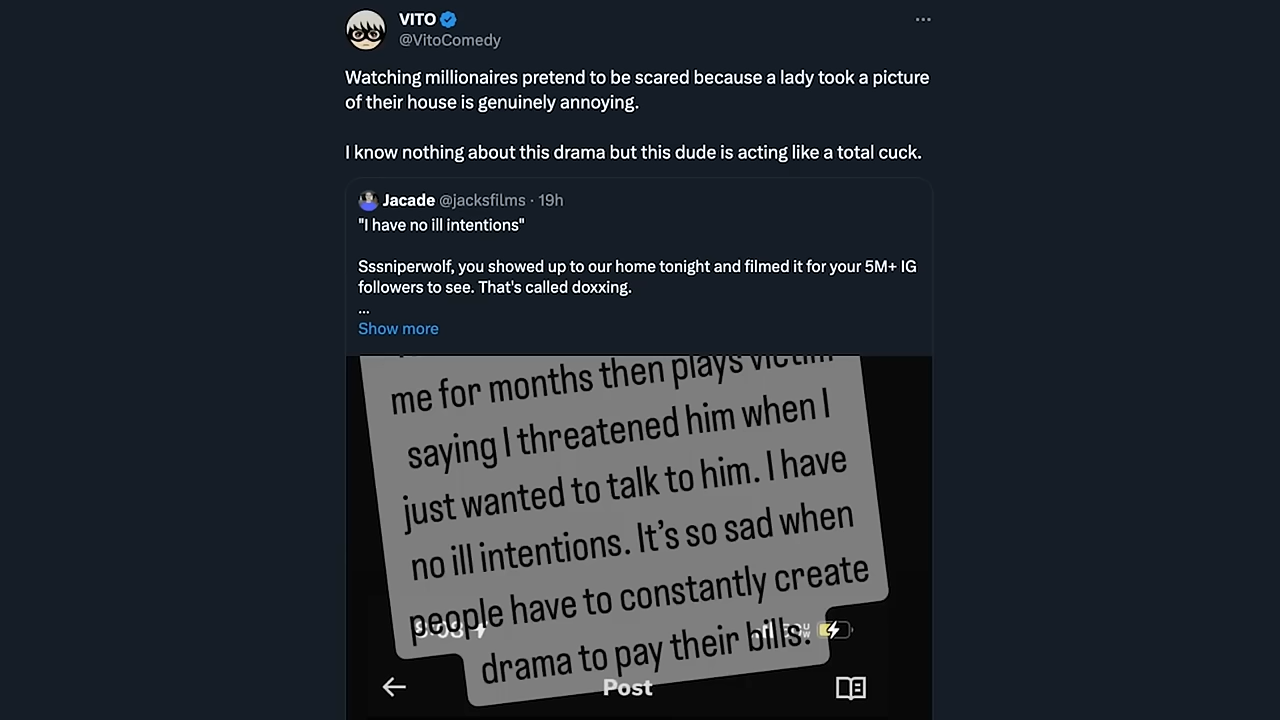 VITO
@VitoComedy
Watching millionaires pretend to be scared because a lady took a picture
of their house is genuinely annoying.
I know nothing about this drama but this dude is acting like a total cuck.
Jacade @jacksfilms · 19h
"I have no ill intentions"
Sssniperwolf, you showed up to our home tonight and filmed it for your 5M+ IG
followers to see. That's called doxxing.
...
Show more
me for months then plays victim
saying I threatened him when I
just wanted to talk to him. I have
no ill intentions. It's so sad when
people have to constantly create
drama to pay their bills.
Post